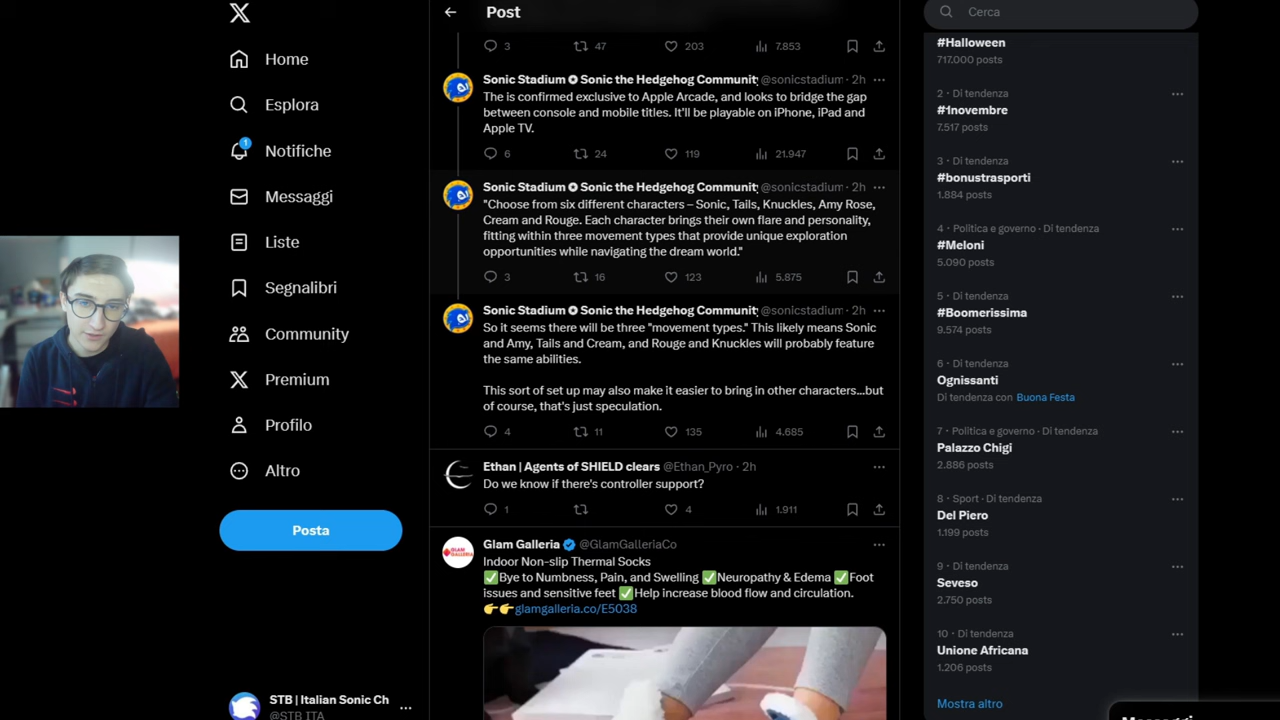 Home
Esplora
1
Notifiche
Messaggi
Liste
Segnalibri
Community
Premium
Profilo
Altro
Posta
STB | Italian Sonic Ch
@STB_ITA
Post
3 47 203 7.853
Sonic Stadium ✪ Sonic the Hedgehog Community @sonicstadium · 2h
The is confirmed exclusive to Apple Arcade, and looks to bridge the gap
between console and mobile titles. It'll be playable on iPhone, iPad and
Apple TV.
6 24 119 21.947
Sonic Stadium ✪ Sonic the Hedgehog Community @sonicstadium · 2h
"Choose from six different characters – Sonic, Tails, Knuckles, Amy Rose,
Cream and Rouge. Each character brings their own flare and personality,
fitting within three movement types that provide unique exploration
opportunities while navigating the dream world."
3 16 123 5.875
Sonic Stadium ✪ Sonic the Hedgehog Community @sonicstadium · 2h
So it seems there will be three "movement types." This likely means Sonic
and Amy, Tails and Cream, and Rouge and Knuckles will probably feature
the same abilities.
This sort of set up may also make it easier to bring in other characters...but
of course, that's just speculation.
4 11 135 4.685
Ethan | Agents of SHIELD clears @Ethan_Pyro · 2h
Do we know if there's controller support?
1 4 1.911
Glam Galleria @GlamGalleriaCo
Indoor Non-slip Thermal Socks
✅Bye to Numbness, Pain, and Swelling ✅Neuropathy & Edema ✅Foot
issues and sensitive feet ✅Help increase blood flow and circulation.
👉👉glamgalleria.co/E5038
Cerca
#Halloween
717.000 posts
2 · Di tendenza
#1novembre
7.517 posts
3 · Di tendenza
#bonustrasporti
1.884 posts
4 · Politica e governo · Di tendenza
#Meloni
5.090 posts
5 · Di tendenza
#Boomerissima
9.574 posts
6 · Di tendenza
Ognissanti
Di tendenza con Buona Festa
7 · Politica e governo · Di tendenza
Palazzo Chigi
2.886 posts
8 · Sport · Di tendenza
Del Piero
1.199 posts
9 · Di tendenza
Seveso
2.750 posts
10 · Di tendenza
Unione Africana
1.206 posts
Mostra altro
Messaggi